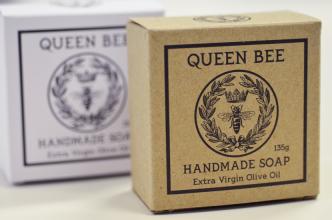 QUEEN BEE
HANDMADE SOAP
Extra Virgin Olive Oil
QUEEN BEE
135g
HANDMADE SOAP
Extra Virgin Olive Oil